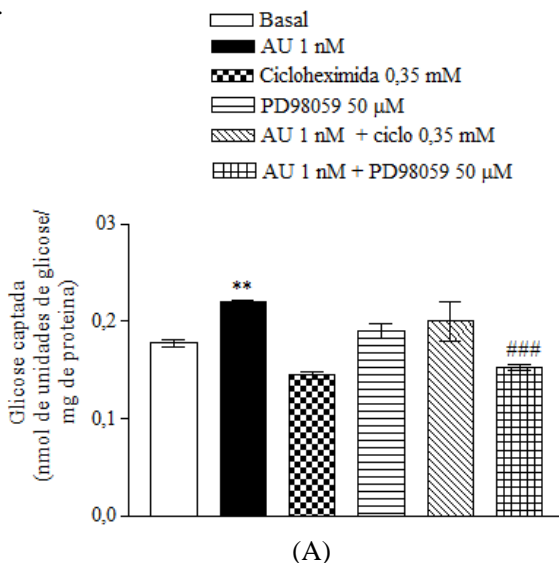 Basal
AU 1 nM
Cicloheximida 0,35 mM
PD98059 50 µM
AU 1 nM + ciclo 0,35 mM
AU 1 nM + PD98059 50 µM
Glicose captada
(nmol de unidades de glicose/
mg de proteina)
03
0,2
0,1
0,0
**
###
(A)